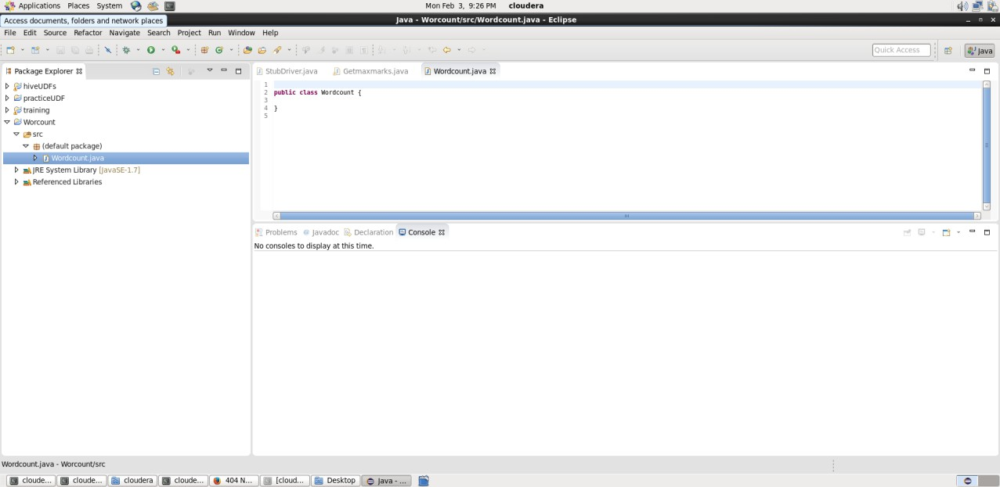 Applications Places System Mon Feb 3, 9:26 PM cloudera
Access documents, folders and network places
Java - Worcount/src/Wordcount.java - Eclipse
File Edit Source Refactor Navigate Search Project Run Window Help
Quick Access Java
Package Explorer
hiveUDFs
practiceUDF
training
Worcount
src
(default package)
Wordcount.java
JRE System Library [JavaSE-1.7]
Referenced Libraries
StubDriver.java Getmaxmarks.java Wordcount.java
1
2 public class Wordcount {
3
4 }
5
Problems @ Javadoc Declaration Console
No consoles to display at this time.
Wordcount.java - Worcount/src
cloude... cloude... cloudera cloude... 404 N... [cloud... Desktop Java - ...